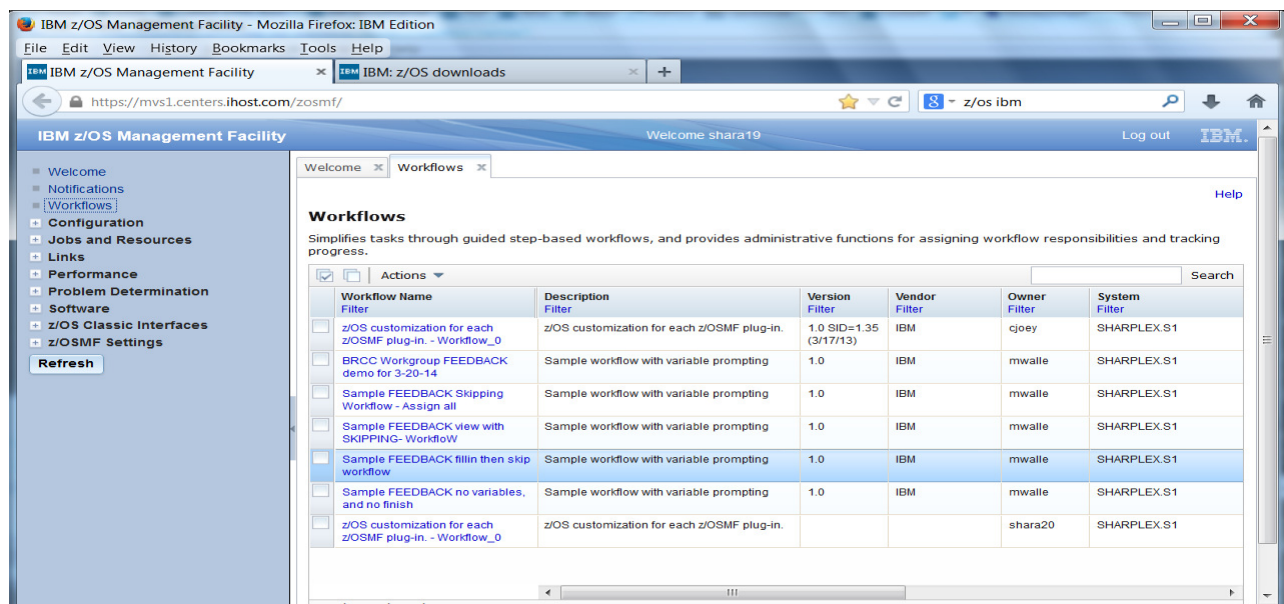 IBM z/OS Management Facility - Mozilla Firefox: IBM Edition
File Edit View History Bookmarks Tools Help
IBM IBM z/OS Management Facility
IBM IBM: z/OS downloads
https://mvs1.centers.ihost.com/zosmf/
8 z/os ibm
IBM z/OS Management Facility
Welcome shara19
Log out
IBM.
Welcome
Notifications
Workflows
Configuration
Jobs and Resources
Links
Performance
Problem Determination
Software
z/OS Classic Interfaces
z/OSMF Settings
Refresh
Welcome
Workflows
Help
Workflows
Simplifies tasks through guided step-based workflows, and provides administrative functions for assigning workflow responsibilities and tracking
progress.
Actions
Search
Workflow Name Description Version Vendor Owner System
Filter Filter Filter Filter Filter Filter
z/OS customization for each z/OS customization for each z/OSMF plug-in. 1.0 SID=1.35 IBM cjoey SHARPLEX.S1
z/OSMF plug-in. - Workflow_0 (3/17/13)
BRCC Workgroup FEEDBACK Sample workflow with variable prompting 1.0 IBM mwalle SHARPLEX.S1
demo for 3-20-14
Sample FEEDBACK Skipping Sample workflow with variable prompting 1.0 IBM mwalle SHARPLEX.S1
Workflow - Assign all
Sample FEEDBACK view with Sample workflow with variable prompting 1.0 IBM mwalle SHARPLEX.S1
SKIPPING- WorkfloW
Sample FEEDBACK fillin then skip Sample workflow with variable prompting 1.0 IBM mwalle SHARPLEX.S1
workflow
Sample FEEDBACK no variables, Sample workflow with variable prompting 1.0 IBM mwalle SHARPLEX.S1
and no finish
z/OS customization for each z/OS customization for each z/OSMF plug-in. shara20 SHARPLEX.S1
z/OSMF plug-in. - Workflow_0